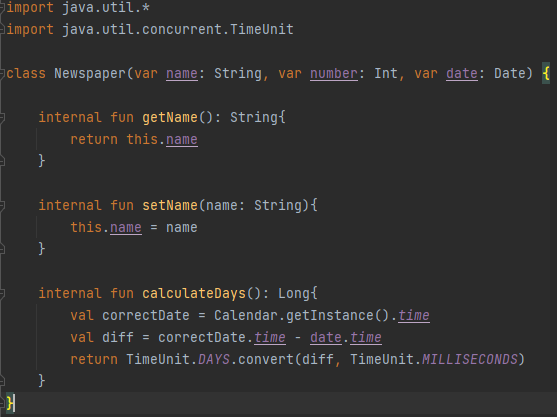 import java.util.*
import java.util.concurrent.TimeUnit
class Newspaper(var name: String, var number: Int, var date: Date) {
internal fun getName(): String{
return this.name
}
internal fun setName(name: String){
this.name = name
}
internal fun calculateDays(): Long{
val correctDate = Calendar.getInstance().time
val diff = correctDate.time - date.time
return TimeUnit.DAYS.convert(diff, TimeUnit.MILLISECONDS)
}
}